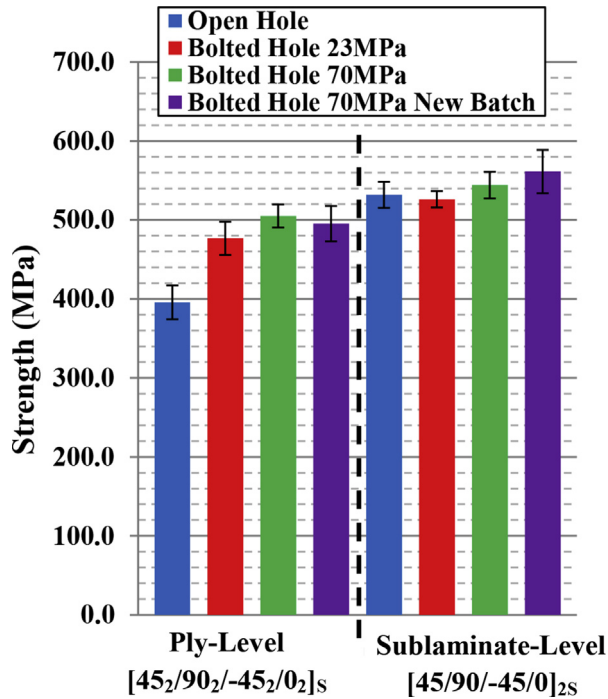 Open Hole
Bolted Hole 23MPa
Bolted Hole 70MPa
Bolted Hole 70MPa New Batch
700.0
600.0
500.0
400.0
300.0
200.0
100.0
0.0
Strength (MPa)
Ply-Level
[45₂/90₂/-45₂/0₂]S
Sublaminate-Level
[45/90/-45/0]₂S